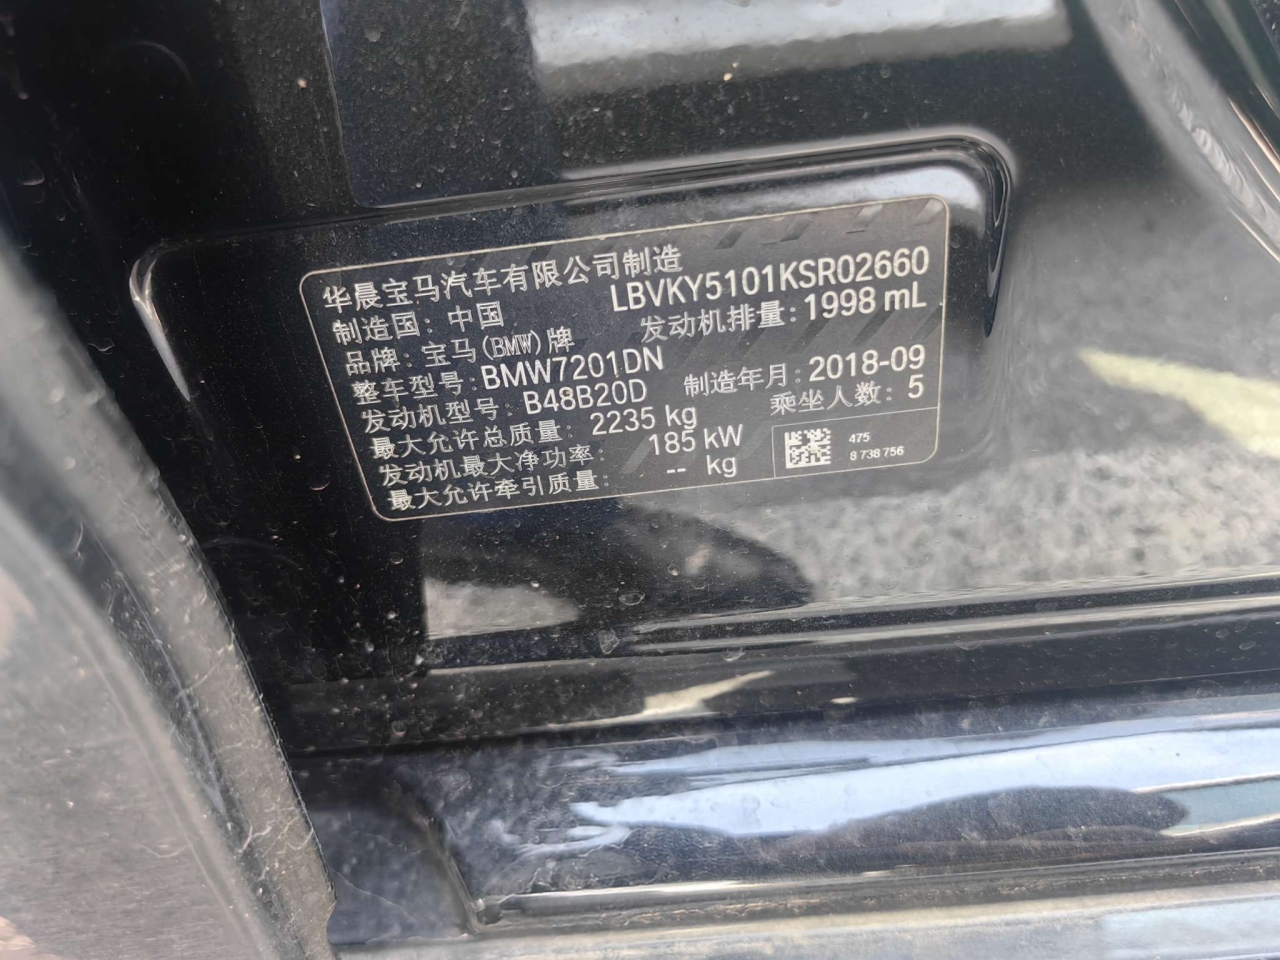 华晨宝马汽车有限公司制造
制造国：中国 LBVKY5101KSR02660
品牌：宝马(BMW)牌 发动机排量：1998 mL
整车型号：BMW7201DN
发动机型号：B48B20D 制造年月：2018-09
最大允许总质量：2235 kg 乘坐人数：5
发动机最大净功率：185 kW
最大允许牵引质量：-- kg
475
8 738 756